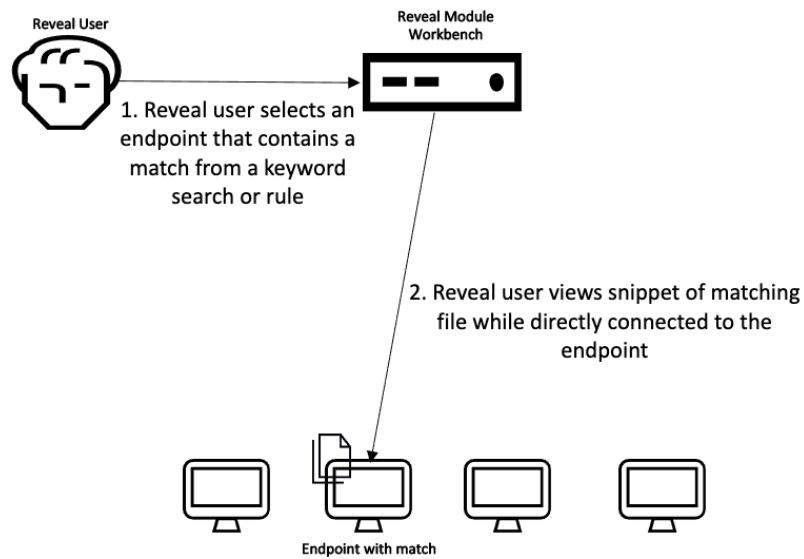 Reveal User
Reveal Module
Workbench
1. Reveal user selects an
endpoint that contains a
match from a keyword
search or rule
2. Reveal user views snippet of matching
file while directly connected to the
endpoint
Endpoint with match